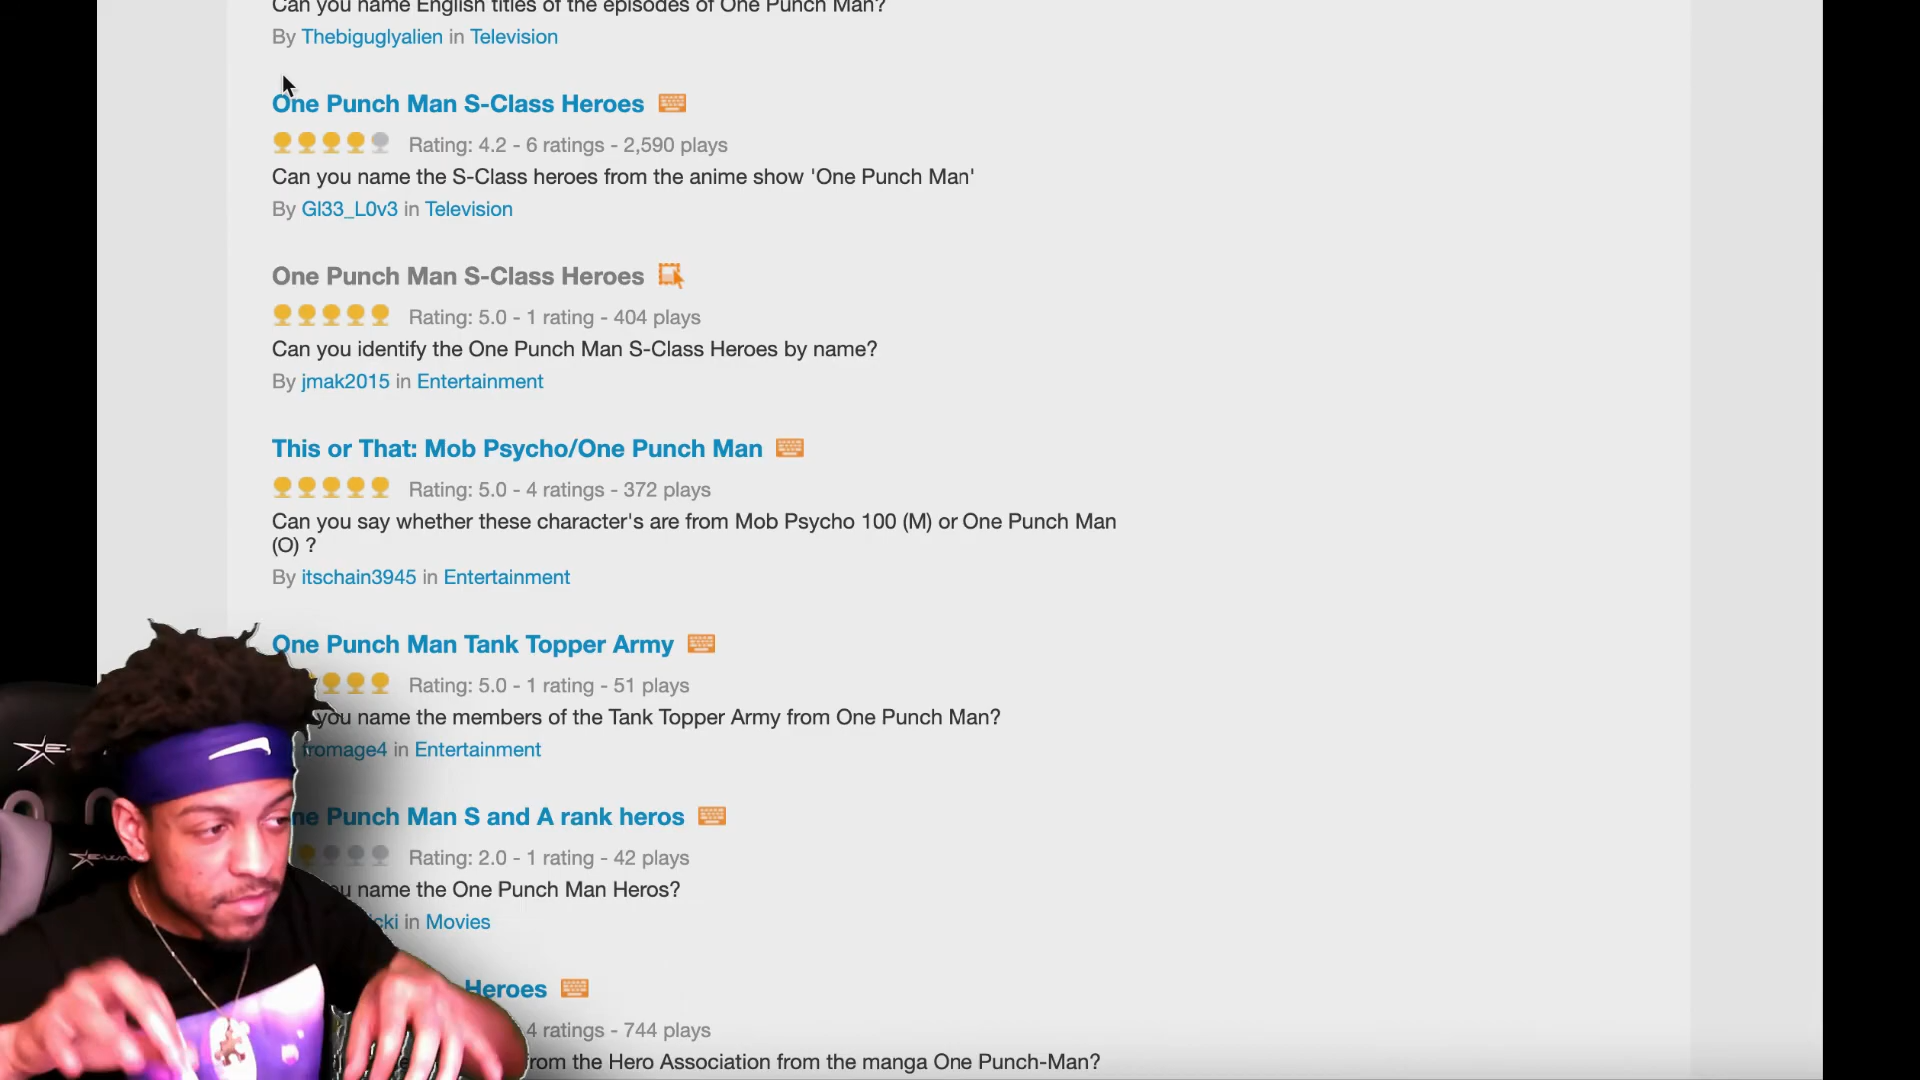 Can you name English titles of the episodes of One Punch Man?
By Thebiguglyalien in Television
One Punch Man S-Class Heroes
Rating: 4.2 - 6 ratings - 2,590 plays
Can you name the S-Class heroes from the anime show 'One Punch Man'
By Gl33_L0v3 in Television
One Punch Man S-Class Heroes
Rating: 5.0 - 1 rating - 404 plays
Can you identify the One Punch Man S-Class Heroes by name?
By jmak2015 in Entertainment
This or That: Mob Psycho/One Punch Man
Rating: 5.0 - 4 ratings - 372 plays
Can you say whether these character's are from Mob Psycho 100 (M) or One Punch Man
(O) ?
By itschain3945 in Entertainment
One Punch Man Tank Topper Army
Rating: 5.0 - 1 rating - 51 plays
you name the members of the Tank Topper Army from One Punch Man?
fromage4 in Entertainment
Punch Man S and A rank heros
Rating: 2.0 - 1 rating - 42 plays
name the One Punch Man Heros?
in Movies
Heroes
4 ratings - 744 plays
from the Hero Association from the manga One Punch-Man?